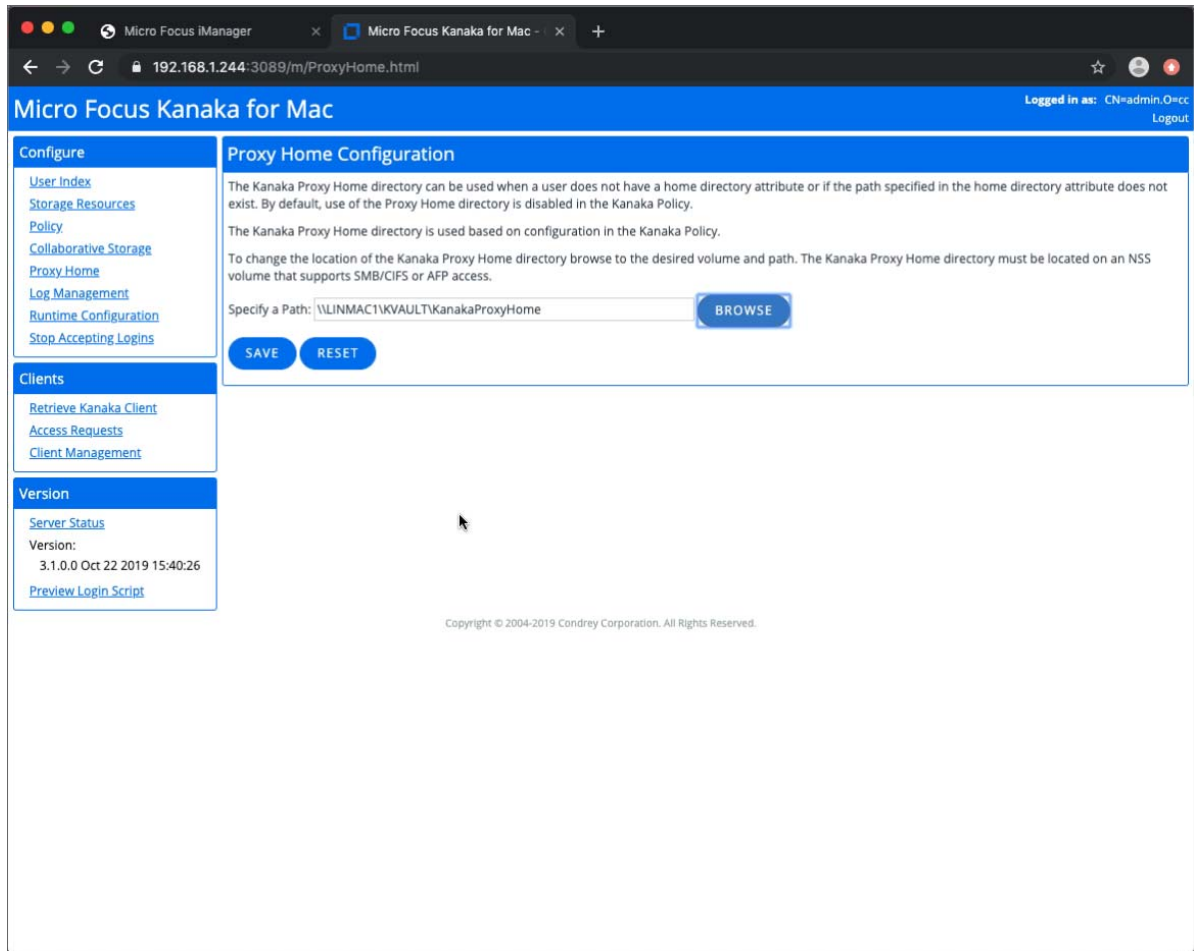 Micro Focus iManager
Micro Focus Kanaka for Mac -
192.168.1.244:3089/m/ProxyHome.html
Micro Focus Kanaka for Mac
Logged in as: CN=admin.O=cc
Logout
Configure
User Index
Storage Resources
Policy
Collaborative Storage
Proxy Home
Log Management
Runtime Configuration
Stop Accepting Logins
Clients
Retrieve Kanaka Client
Access Requests
Client Management
Version
Server Status
Version:
3.1.0.0 Oct 22 2019 15:40:26
Preview Login Script
Proxy Home Configuration
The Kanaka Proxy Home directory can be used when a user does not have a home directory attribute or if the path specified in the home directory attribute does not
exist. By default, use of the Proxy Home directory is disabled in the Kanaka Policy.
The Kanaka Proxy Home directory is used based on configuration in the Kanaka Policy.
To change the location of the Kanaka Proxy Home directory browse to the desired volume and path. The Kanaka Proxy Home directory must be located on an NSS
volume that supports SMB/CIFS or AFP access.
Specify a Path: \\LINMAC1\KVAULT\KanakaProxyHome BROWSE
SAVE RESET
Copyright © 2004-2019 Condrey Corporation. All Rights Reserved.